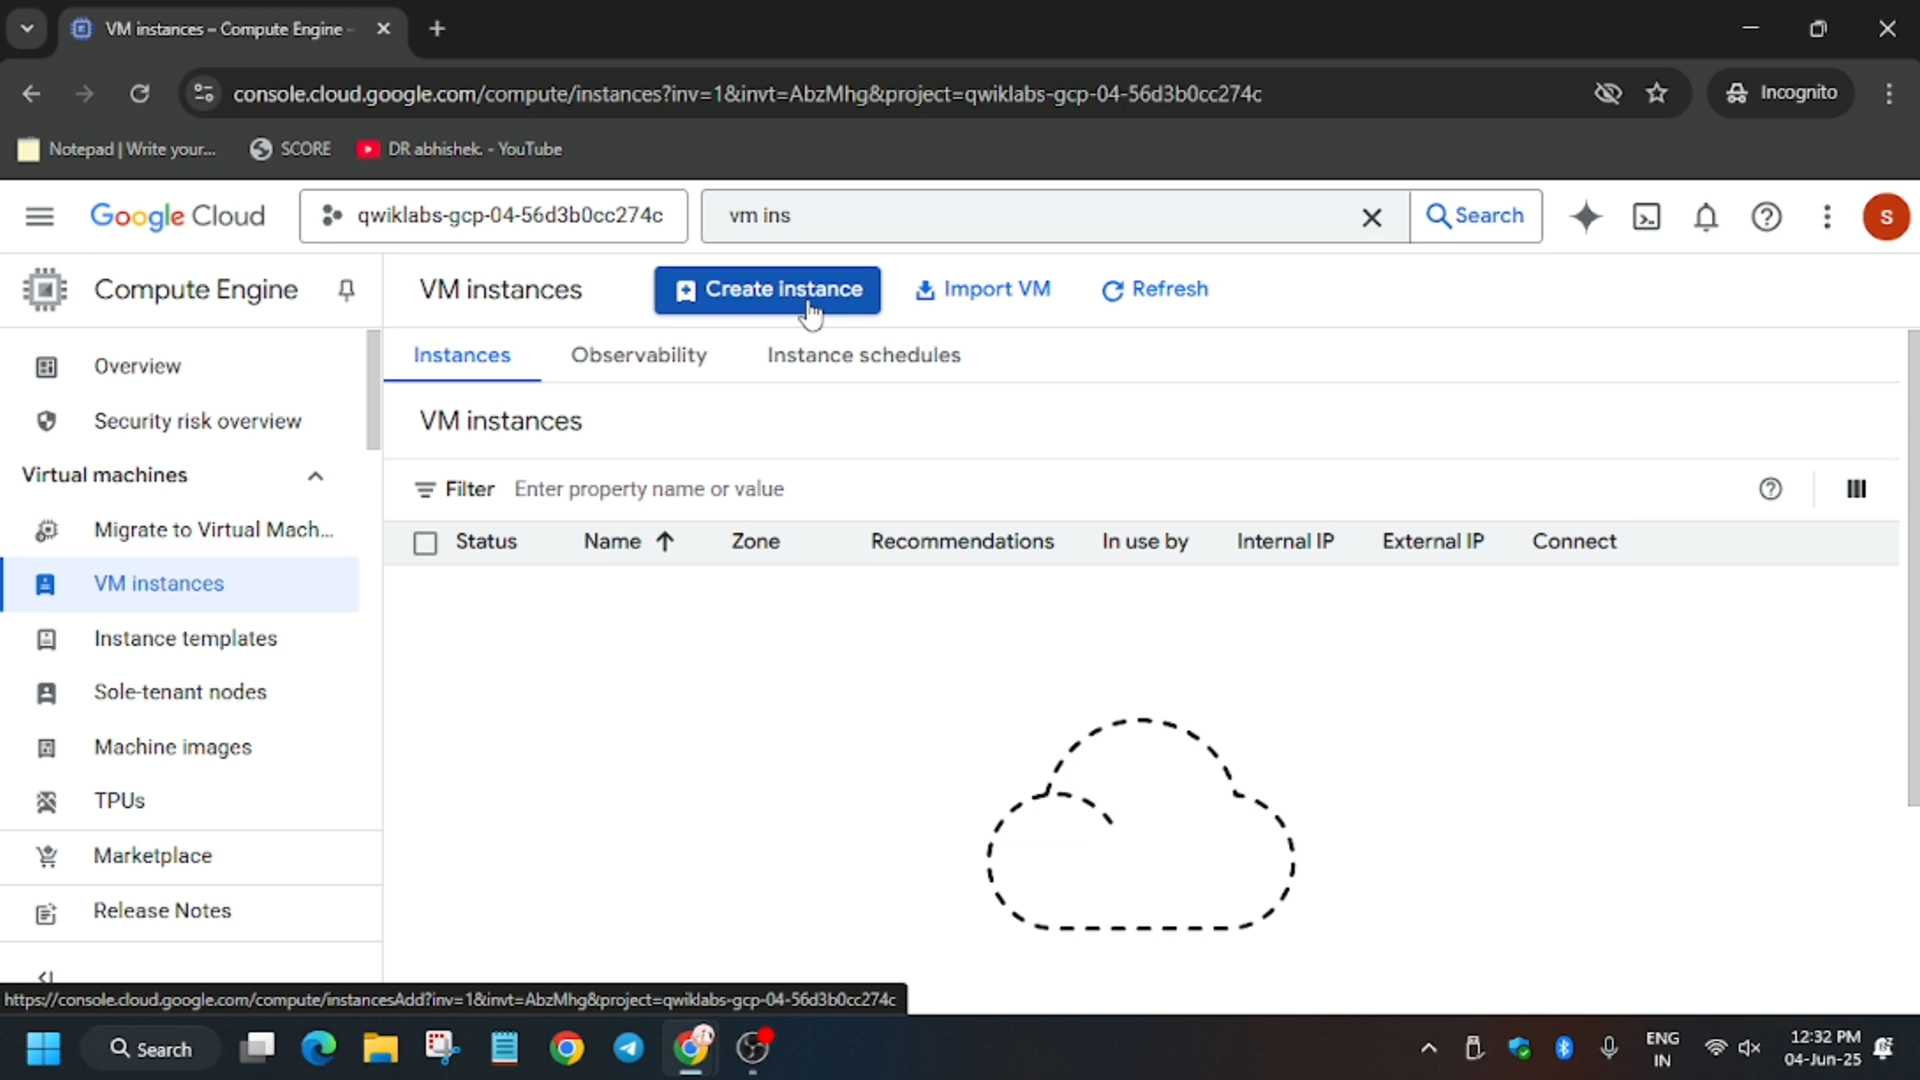 VM instances – Compute Engine –
console.cloud.google.com/compute/instances?inv=1&invt=AbzMhg&project=qwiklabs-gcp-04-56d3b0cc274c
Incognito
Notepad | Write your...
SCORE
DR abhishek. - YouTube
Google Cloud
qwiklabs-gcp-04-56d3b0cc274c
vm ins
Search
S
Compute Engine
VM instances
Create instance
Import VM
Refresh
Overview
Security risk overview
Virtual machines
Migrate to Virtual Mach...
VM instances
Instance templates
Sole-tenant nodes
Machine images
TPUs
Marketplace
Release Notes
Instances
Observability
Instance schedules
VM instances
Filter Enter property name or value
Status Name Zone Recommendations In use by Internal IP External IP Connect
https://console.cloud.google.com/compute/instancesAdd?inv=1&invt=AbzMhg&project=qwiklabs-gcp-04-56d3b0cc274c
Search
ENG
IN
12:32 PM
04-Jun-25